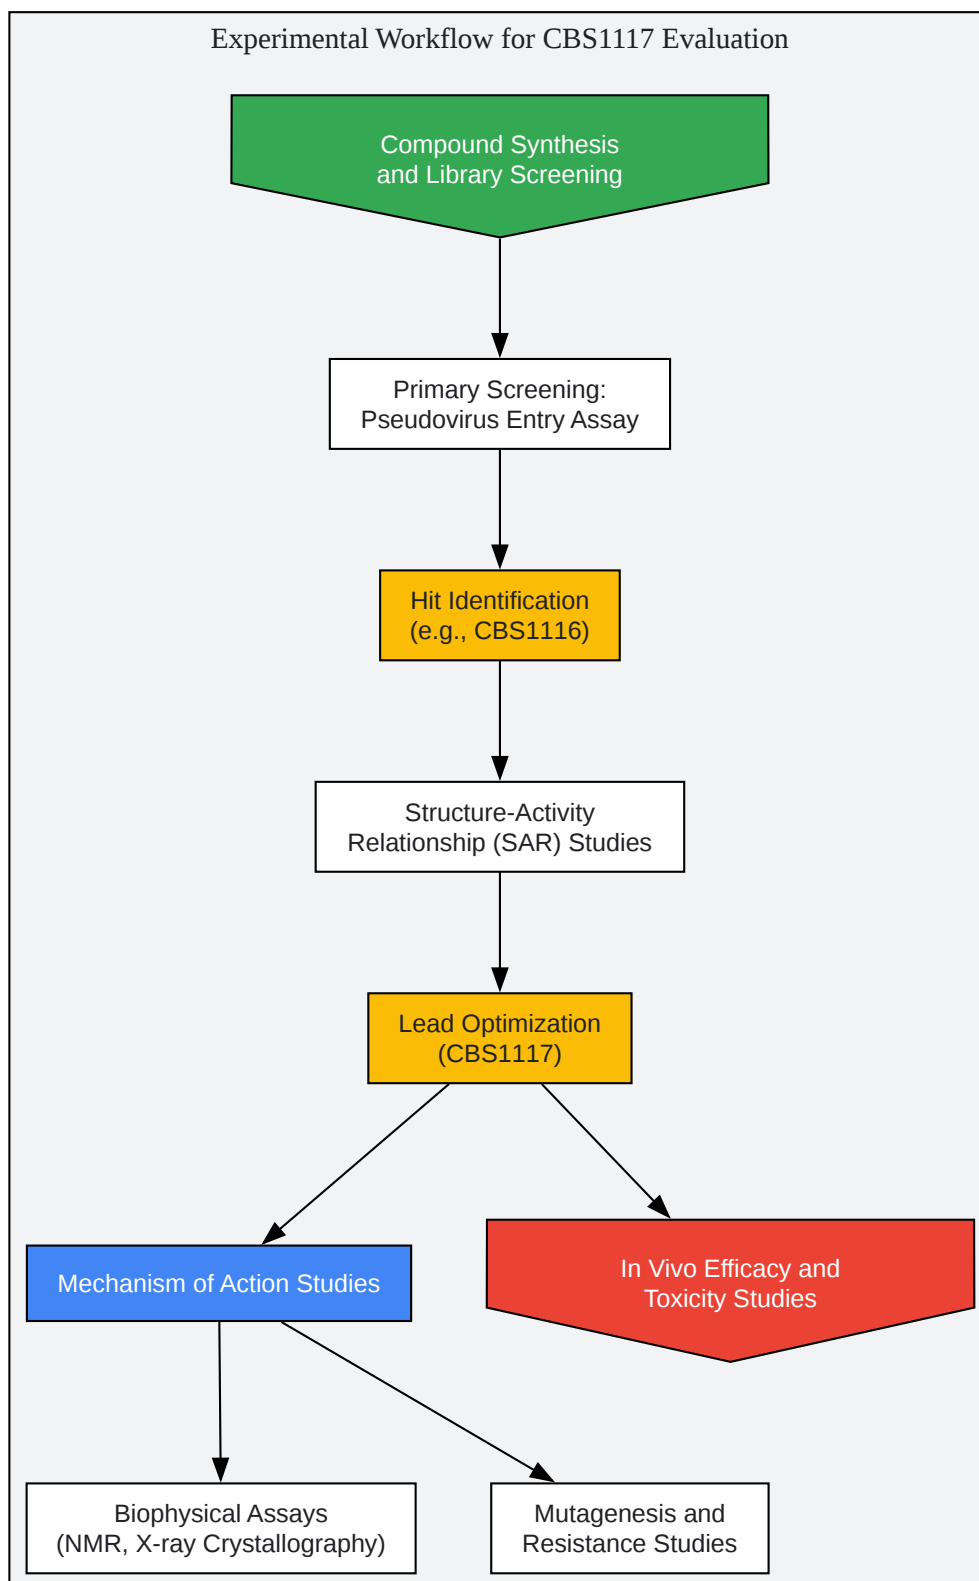 Experimental Workflow for CBS1117 Evaluation
Compound Synthesis
and Library Screening
Primary Screening:
Pseudovirus Entry Assay
Hit Identification
(e.g., CBS1116)
Structure-Activity
Relationship (SAR) Studies
Lead Optimization
(CBS1117)
Mechanism of Action Studies
In Vivo Efficacy and
Toxicity Studies
Biophysical Assays
(NMR, X-ray Crystallography)
Mutagenesis and
Resistance Studies